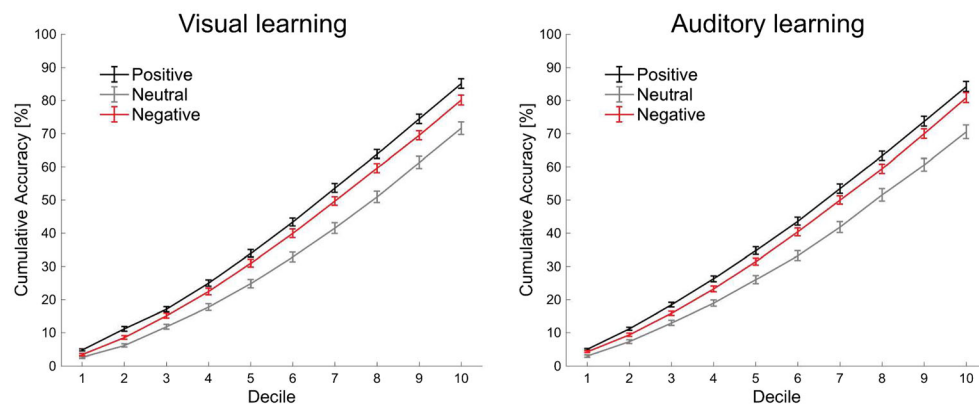 Visual learning
Cumulative Accuracy [%]
100
90
80
70
60
50
40
30
20
10
0
Positive
Neutral
Negative
1 2 3 4 5 6 7 8 9 10
Decile
Auditory learning
Cumulative Accuracy [%]
100
90
80
70
60
50
40
30
20
10
0
Positive
Neutral
Negative
1 2 3 4 5 6 7 8 9 10
Decile